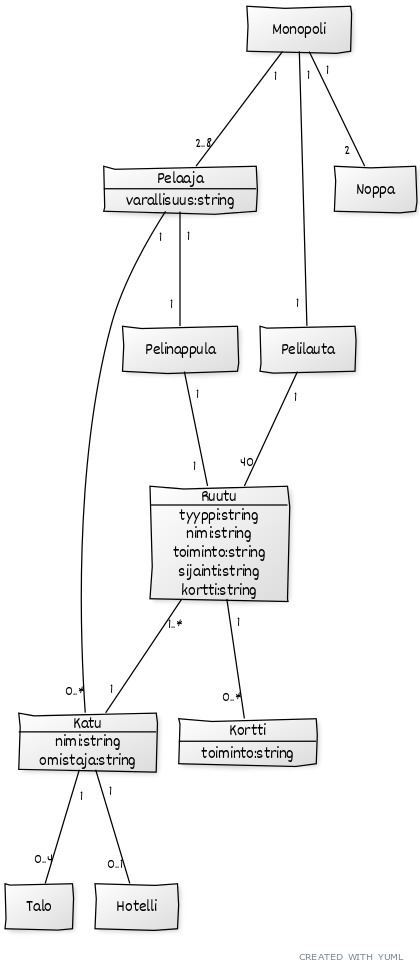 Monopoli
1
1
1
2..8
2
Pelaaja
varallisuus:string
Noppa
1
1
1
1
Pelinappula
Pelilauta
1
1
1
40
Ruutu
tyyppi:string
nimi:string
toiminto:string
sijainti:string
kortti:string
1..*
1
0..*
1
0..*
Katu
nimi:string
omistaja:string
Kortti
toiminto:string
1
1
0..4
0..1
Talo
Hotelli
CREATED WITH YUML